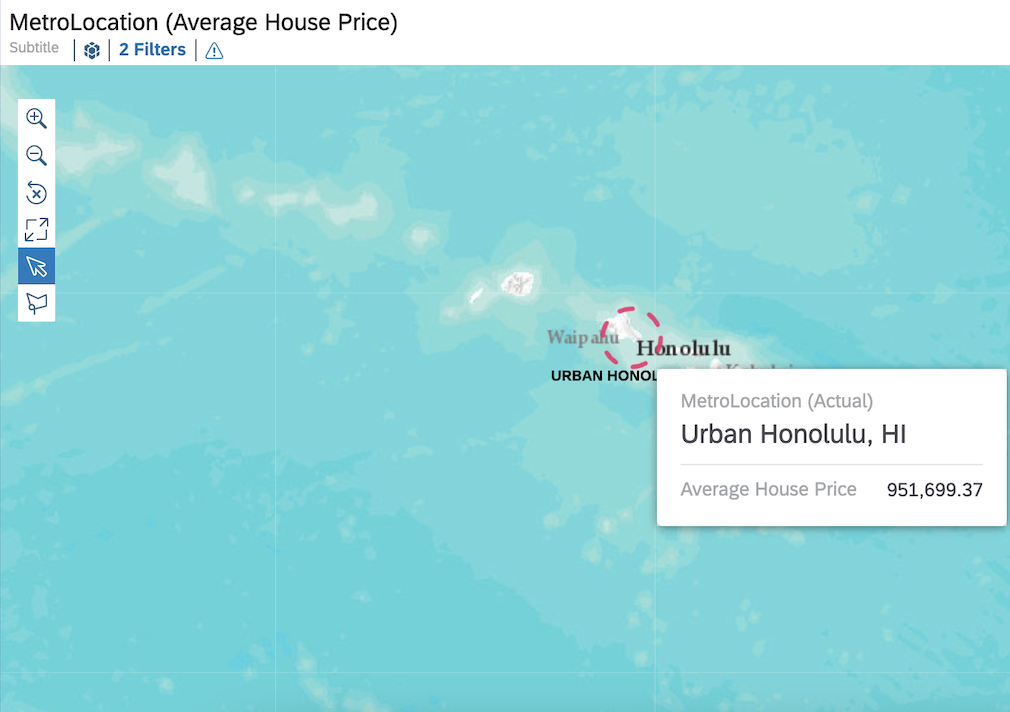 MetroLocation (Average House Price)
Subtitle
2 Filters
Waipahu
Honolulu
URBAN HONOL
MetroLocation (Actual)
Urban Honolulu, HI
Average House Price 951,699.37